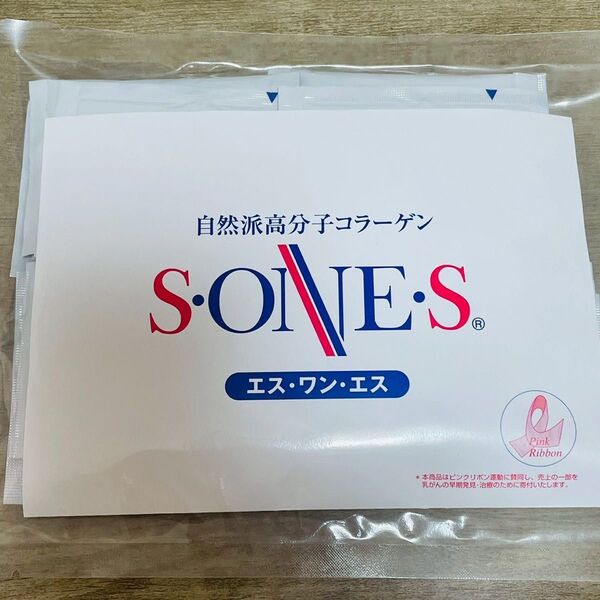 自然派高分子コラーゲン
S・ONE・S®
エス・ワン・エス
Pink
Ribbon
＊本商品はピンクリボン運動に賛同し、売上の一部を
乳がんの早期発見・治療のために寄付いたします。